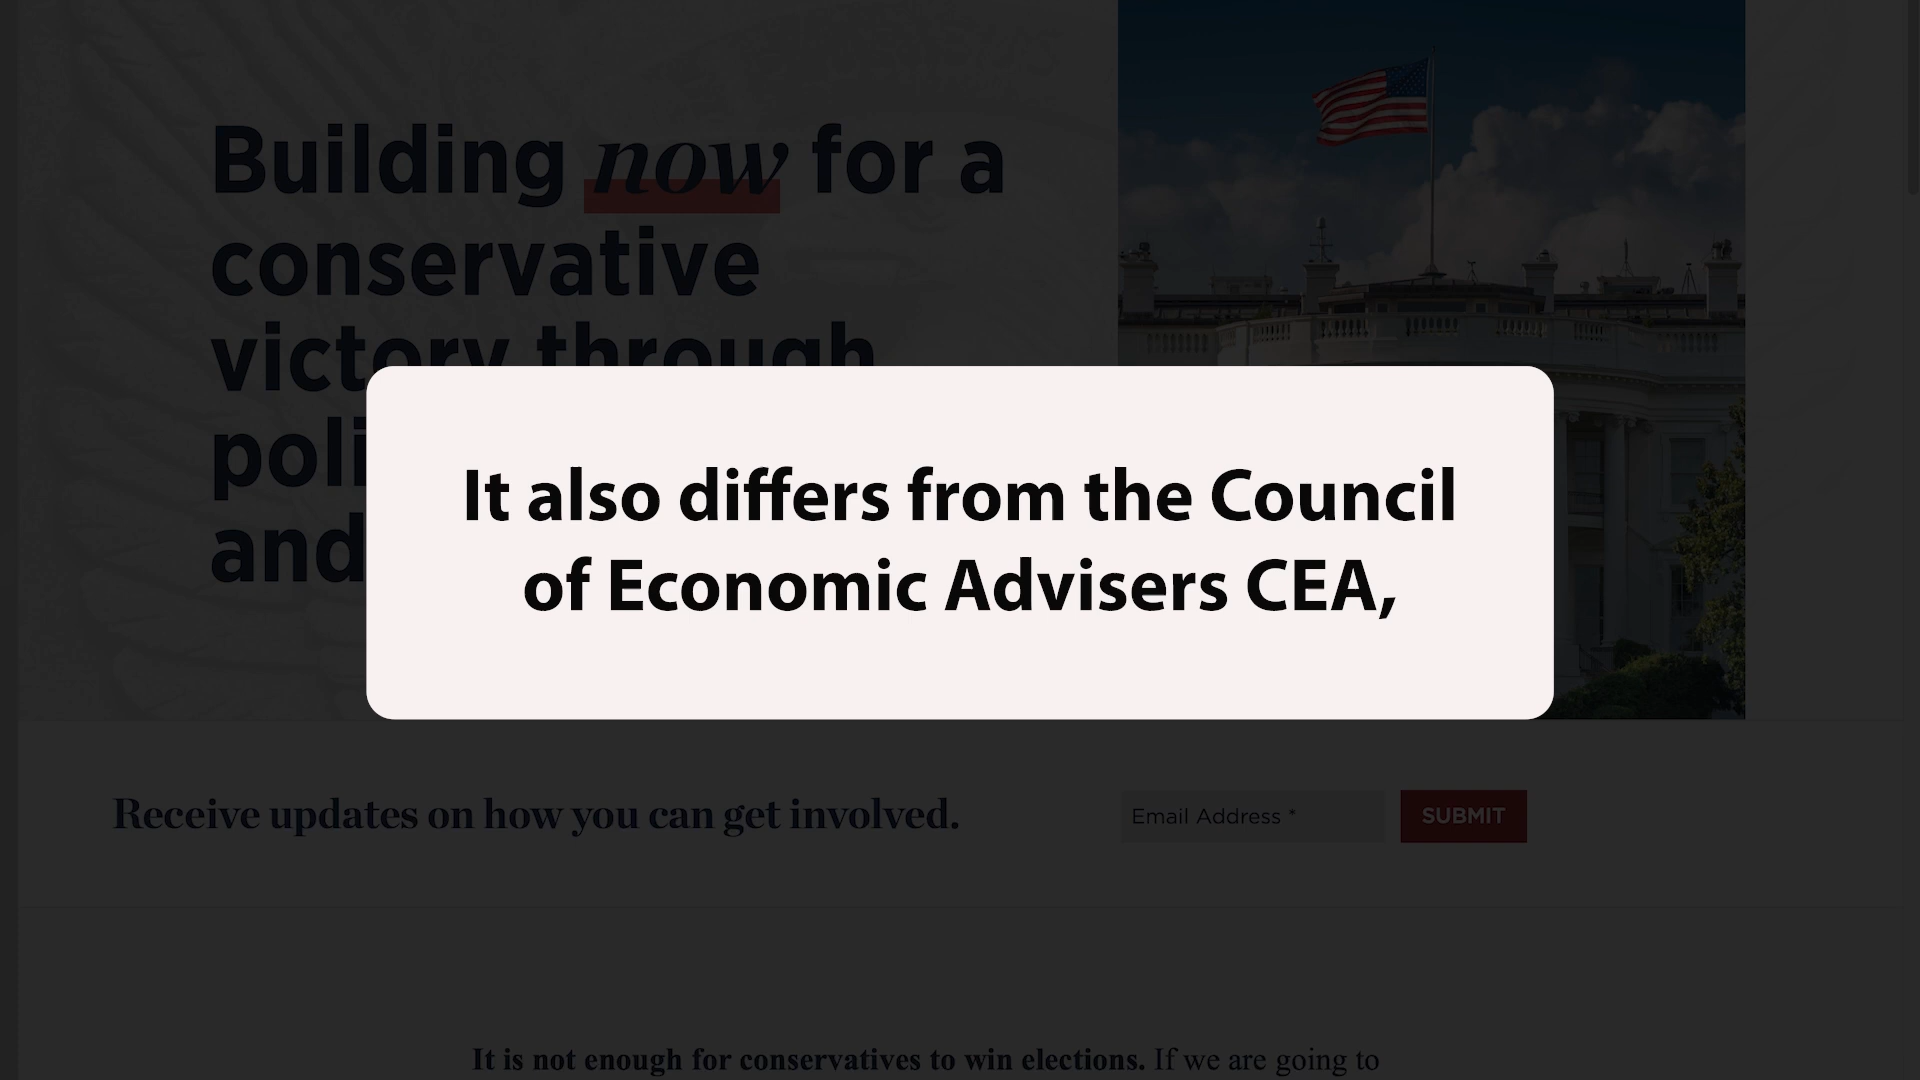 Building now for a
conservative
victory through
poli
and
It also differs from the Council
of Economic Advisers CEA,
Receive updates on how you can get involved.
Email Address *
SUBMIT
It is not enough for conservatives to win elections. If we are going to